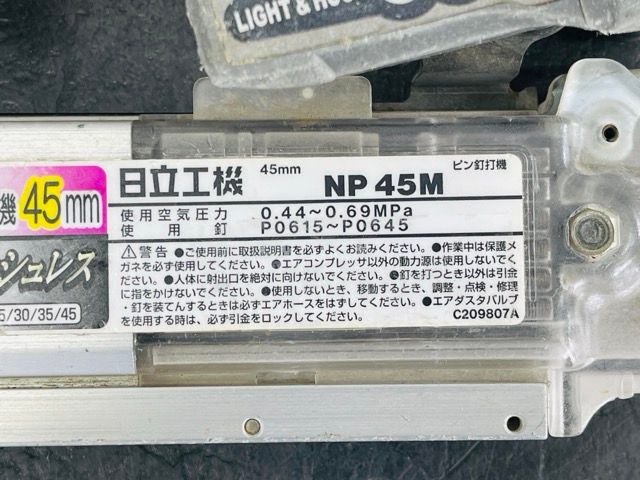 LIGHT &
機 45mm
シュレス
5/30/35/45
日立工機 45mm NP 45M ピン釘打機
使用空気圧力 0.44～0.69MPa
使用釘 P0615～P0645
⚠警告 ●ご使用前に取扱説明書を必ずよくお読みください。●作業中は保護メ
ガネを必ず使用してください。●エアコンプレッサ以外の動力源は使用しないで
ください。●人体に射出口を絶対に向けないでください。●釘を打つとき以外は引金
に指をかけないでください。●使用しないとき、移動するとき、調整・点検・修理
・釘を装てんするときは必ずエアホースをはずしてください。●エアダスタバルブ
を使用する時は、必ず引金をロックしてください。 C209807A